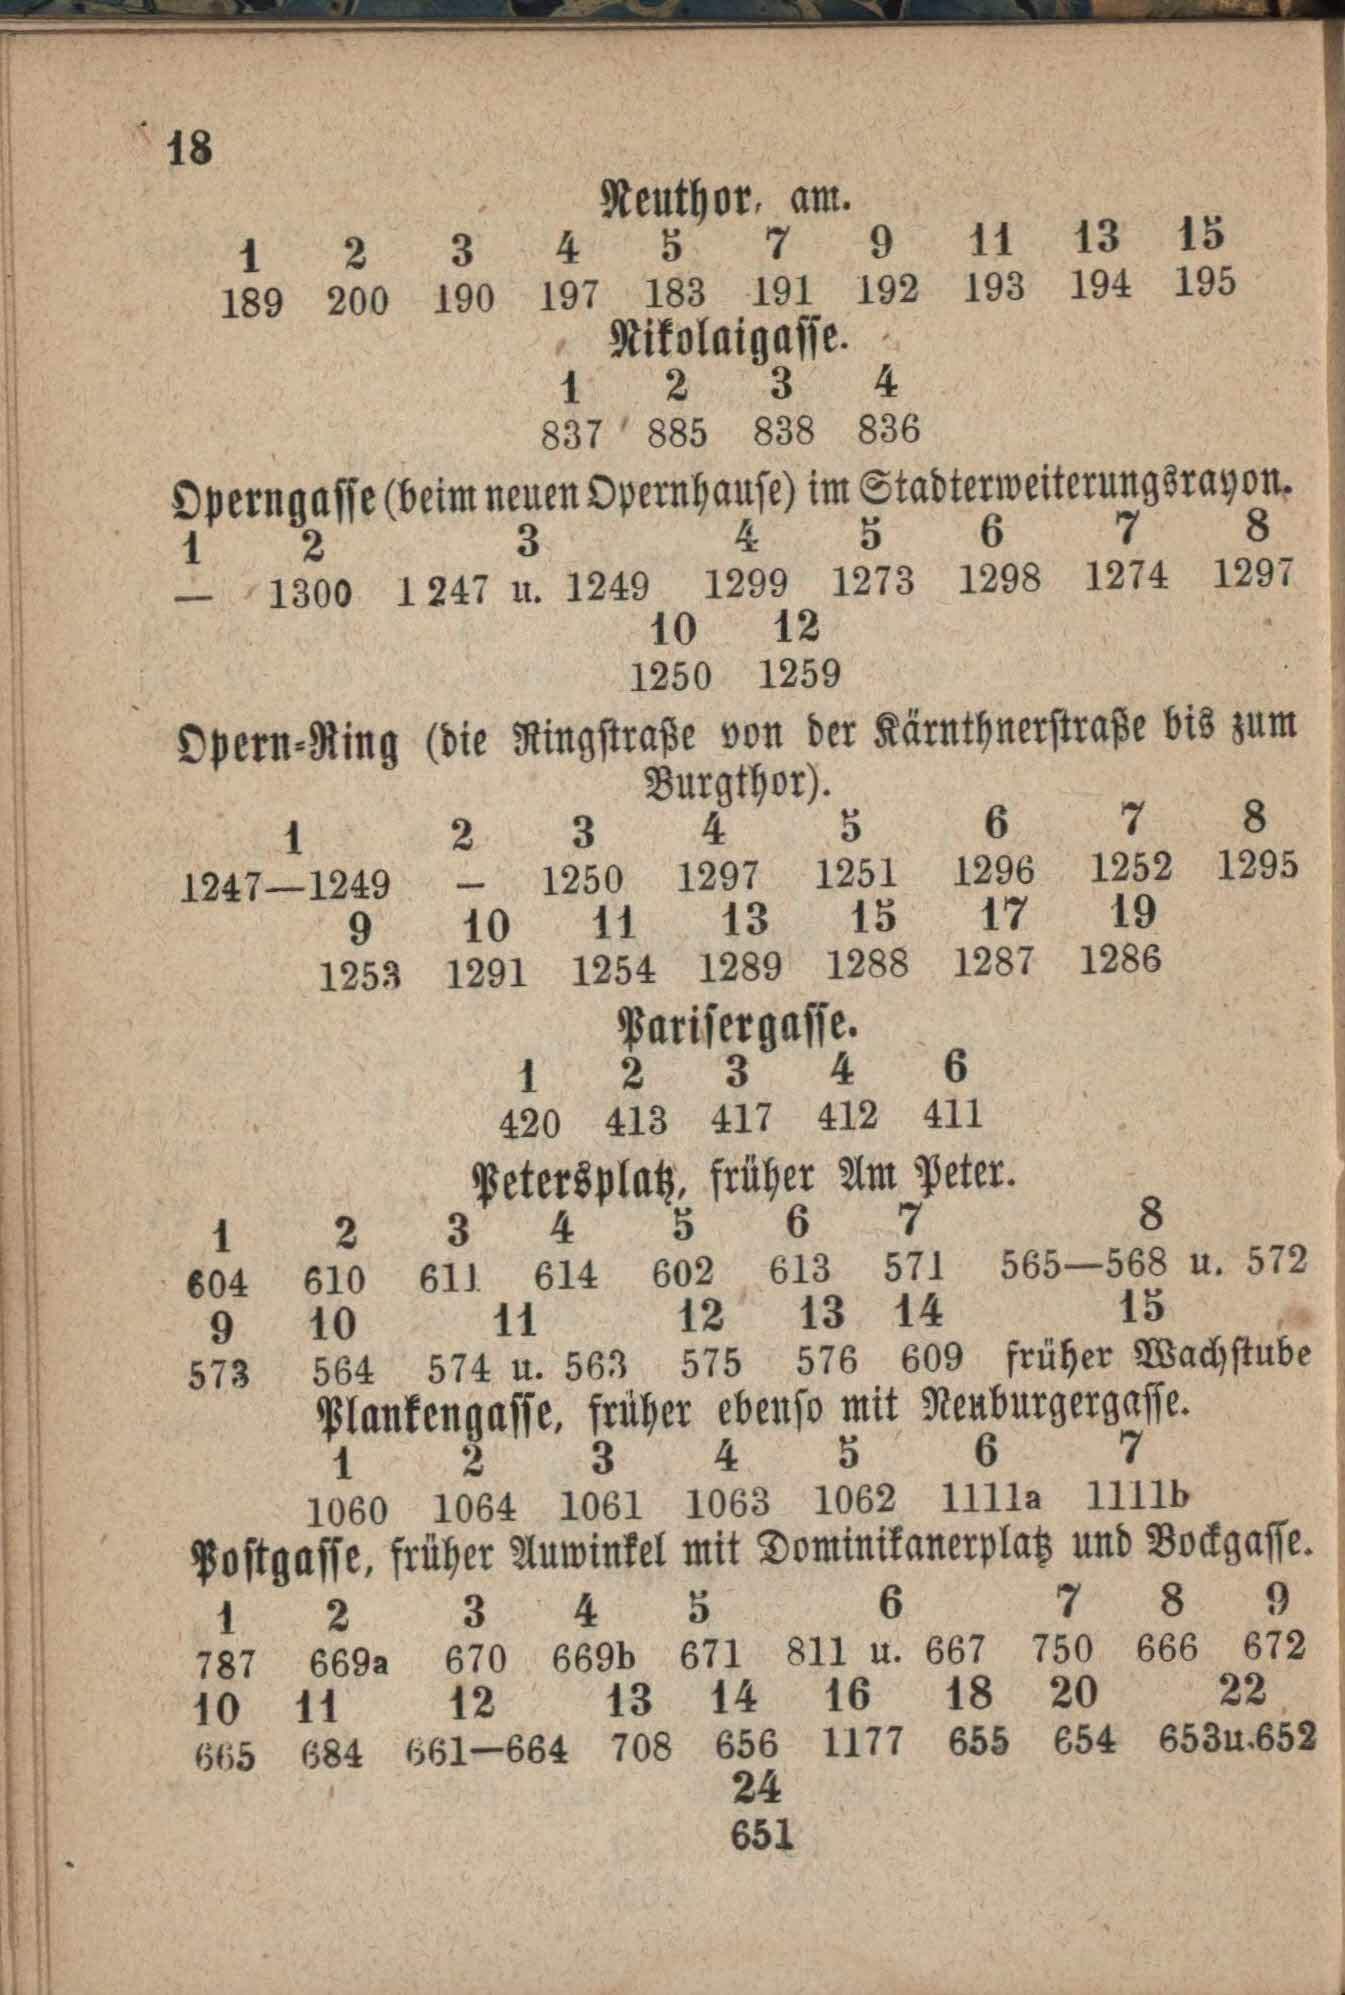 18
Neuthor, am.
1 2 3 4 5 7 9 11 13 15
189 200 190 197 183 191 192 193 194 195
Nikolaigasse.
1 2 3 4
837 885 838 836
Operngasse (beim neuen Opernhause) im Stadterweiterungsrayon.
1 2 3 4 5 6 7 8
— 1300 1247 u. 1249 1299 1273 1298 1274 1297
10 12
1250 1259
Opern-Ring (die Ringstraße von der Kärnthnerstraße bis zum
Burgthor).
1 2 3 4 5 6 7 8
1247—1249 — 1250 1297 1251 1296 1252 1295
9 10 11 13 15 17 19
1253 1291 1254 1289 1288 1287 1286
Parisergasse.
1 2 3 4 6
420 413 417 412 411
Petersplatz, früher Am Peter.
1 2 3 4 5 6 7 8
604 610 611 614 602 613 571 565—568 u. 572
9 10 11 12 13 14 15
573 564 574 u. 563 575 576 609 früher Wachstube
Plankengasse, früher ebenso mit Neuburgergasse.
1 2 3 4 5 6 7
1060 1064 1061 1063 1062 1111a 1111b
Postgasse, früher Auwinkel mit Dominikanerplatz und Bockgasse.
1 2 3 4 5 6 7 8 9
787 669a 670 669b 671 811 u. 667 750 666 672
10 11 12 13 14 16 18 20 22
665 684 661—664 708 656 1177 655 654 653u.652
24
651